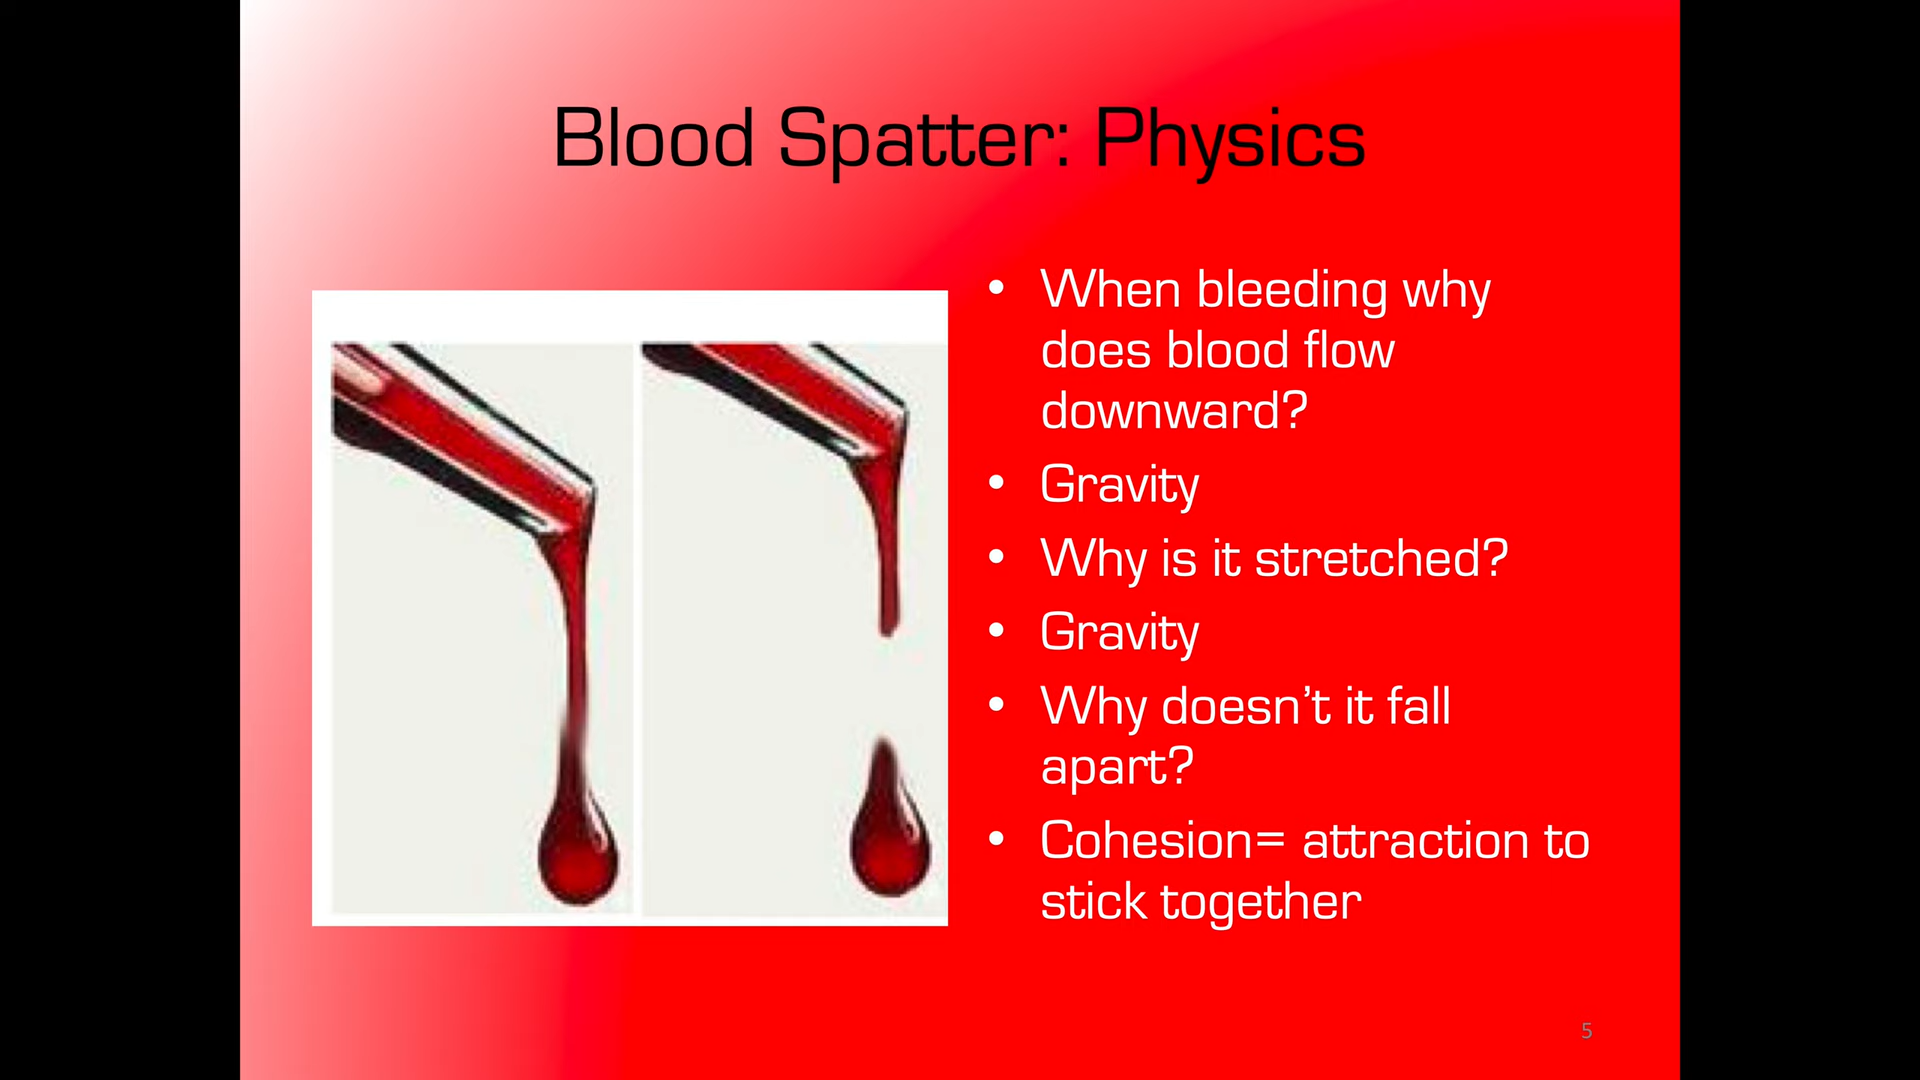 Blood Spatter: Physics
• When bleeding why
does blood flow
downward?
• Gravity
• Why is it stretched?
• Gravity
• Why doesn’t it fall
apart?
• Cohesion= attraction to
stick together
5